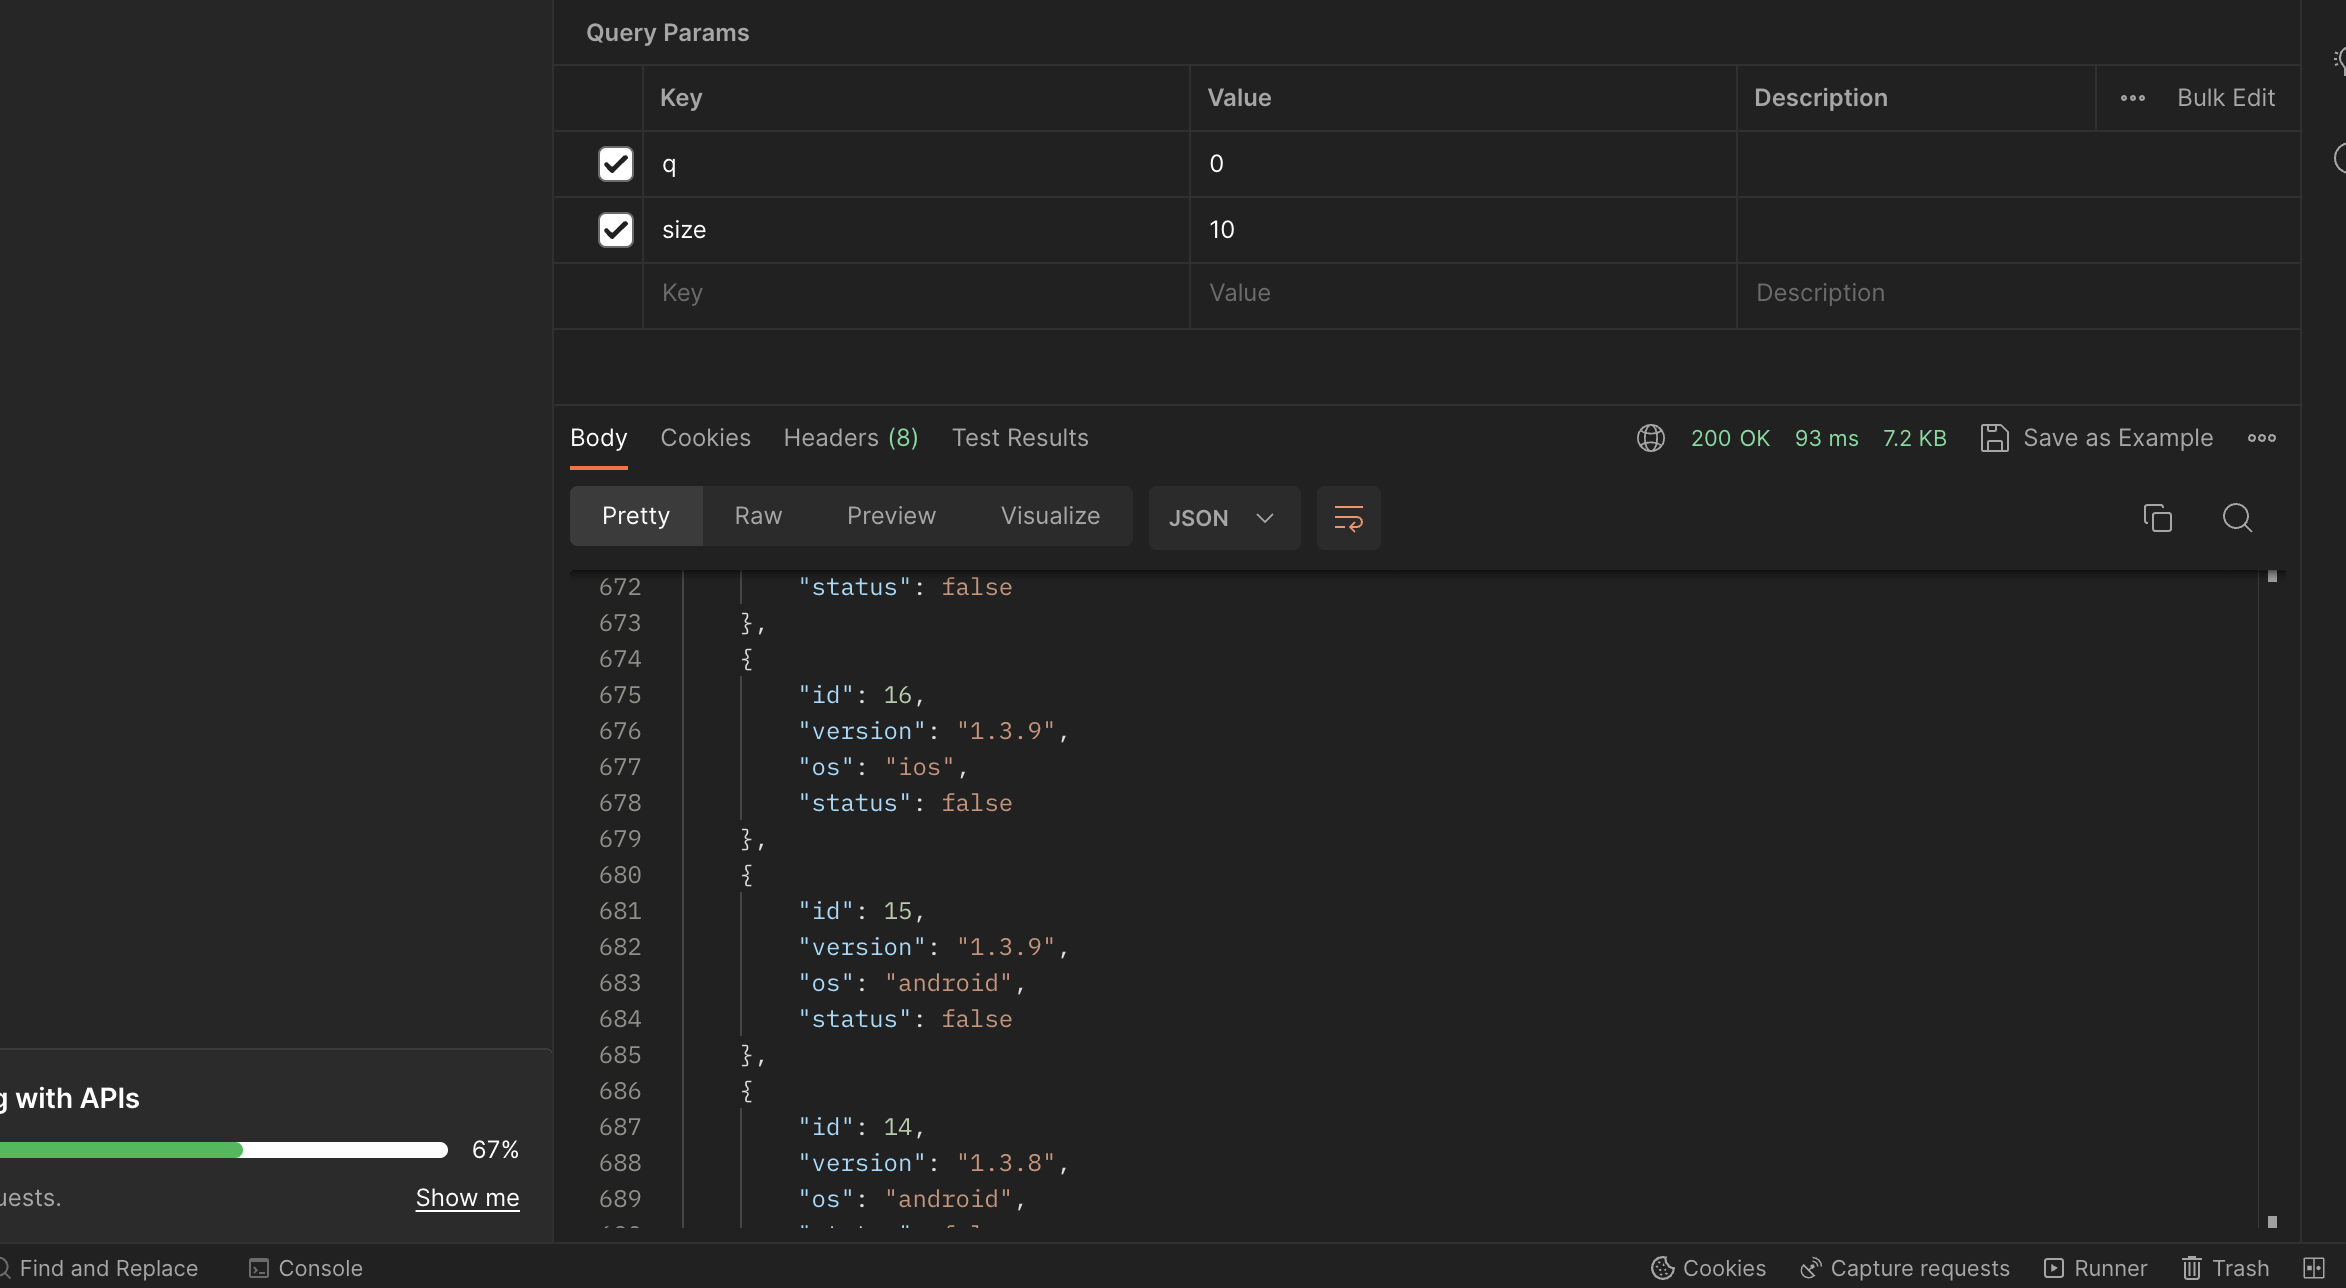 Query Params
Key Value Description Bulk Edit
q 0
size 10
Key Value Description
Body Cookies Headers (8) Test Results 200 OK 93 ms 7.2 KB Save as Example
Pretty Raw Preview Visualize JSON
672 "status": false
673 },
674 {
675 "id": 16,
676 "version": "1.3.9",
677 "os": "ios",
678 "status": false
679 },
680 {
681 "id": 15,
682 "version": "1.3.9",
683 "os": "android",
684 "status": false
685 },
686 {
687 "id": 14,
688 "version": "1.3.8",
689 "os": "android",
g with APIs
67%
uests. Show me
Find and Replace Console Cookies Capture requests Runner Trash